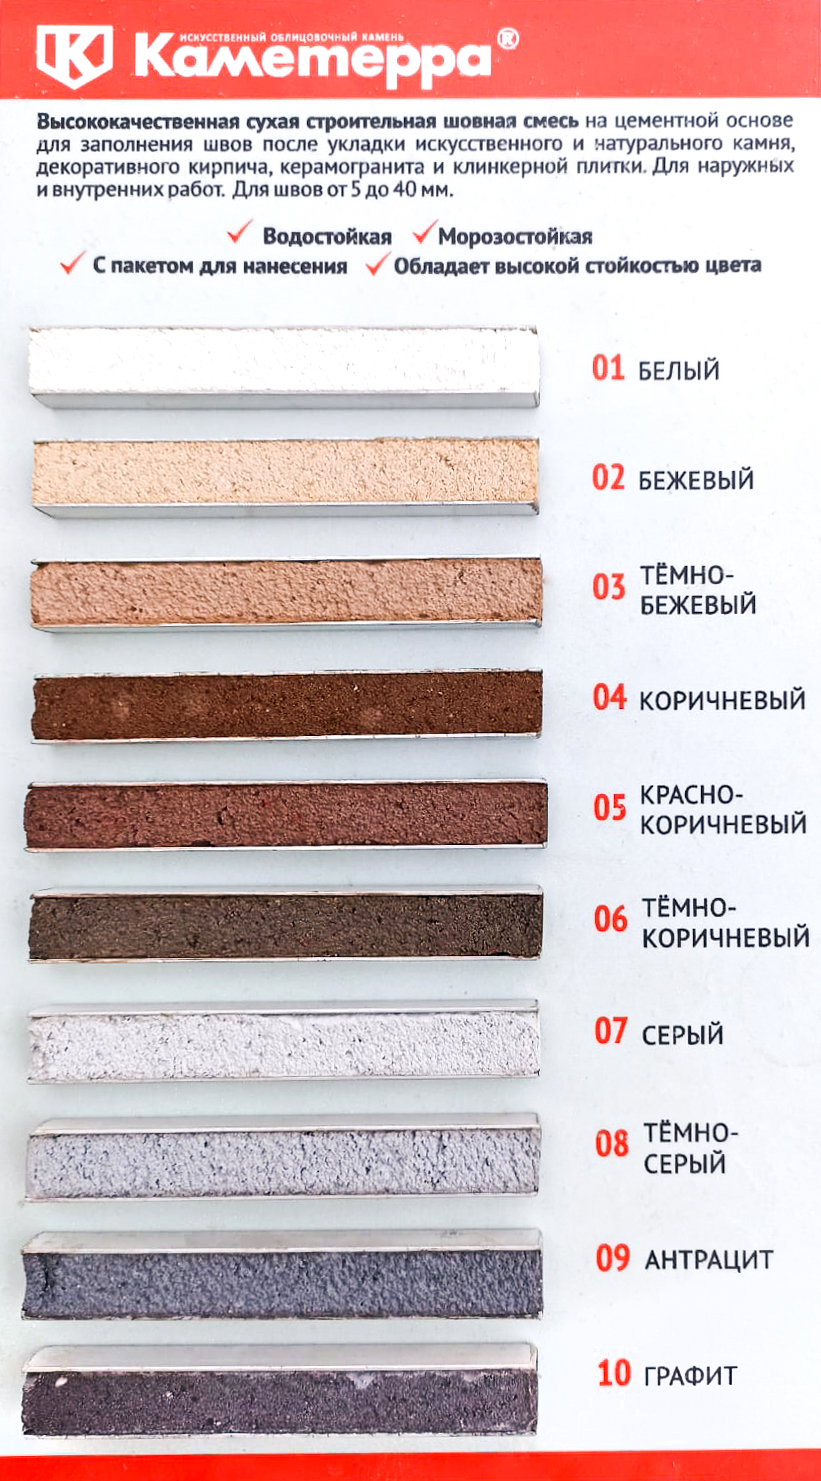 ИСКУССТВЕННЫЙ ОБЛИЦОВОЧНЫЙ КАМЕНЬ
Каметерра®
Высококачественная сухая строительная шовная смесь на цементной основе
для заполнения швов после укладки искусственного и натурального камня,
декоративного кирпича, керамогранита и клинкерной плитки. Для наружных
и внутренних работ. Для швов от 5 до 40 мм.
Водостойкая Морозостойкая
С пакетом для нанесения Обладает высокой стойкостью цвета
01 БЕЛЫЙ
02 БЕЖЕВЫЙ
03 ТЁМНО-
БЕЖЕВЫЙ
04 КОРИЧНЕВЫЙ
05 КРАСНО-
КОРИЧНЕВЫЙ
06 ТЁМНО-
КОРИЧНЕВЫЙ
07 СЕРЫЙ
08 ТЁМНО-
СЕРЫЙ
09 АНТРАЦИТ
10 ГРАФИТ